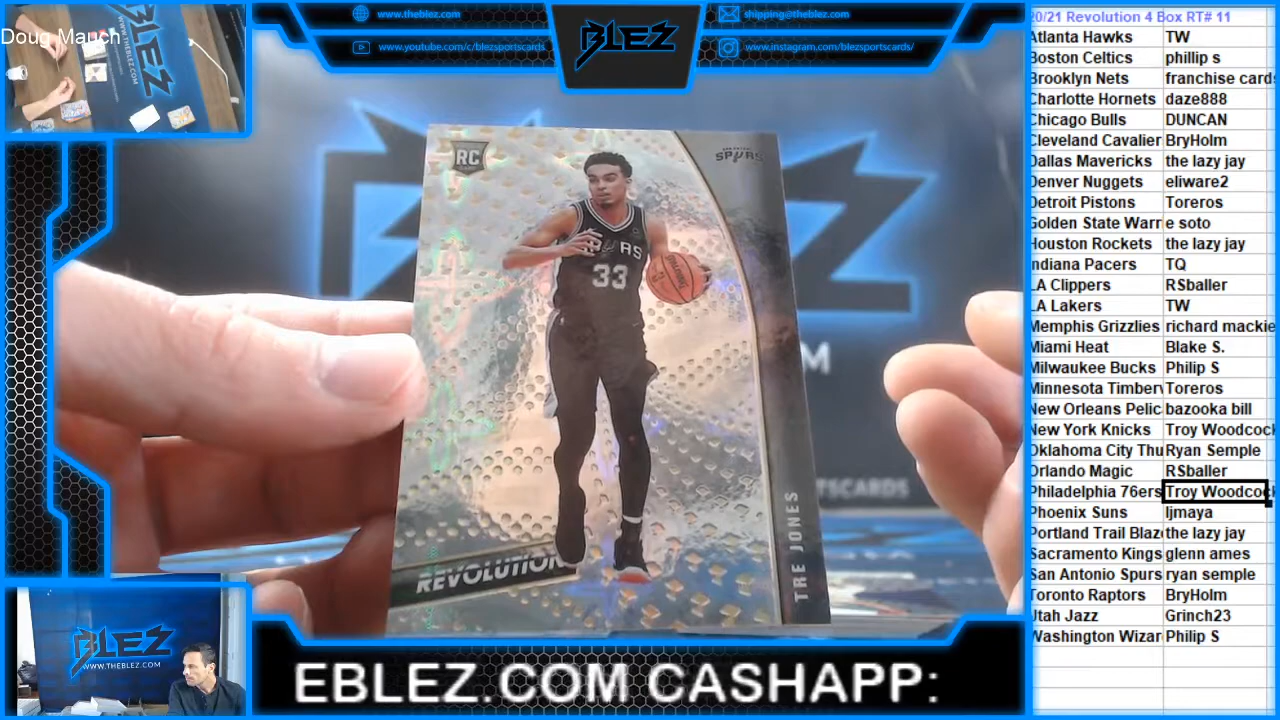 Doug Mauch
BLEZ
WWW.THEBLEZ.COM
www.theblez.com
shipping@theblez.com
www.youtube.com/c/blezsportscards
www.instagram.com/blezsportscards/
BLEZ
RC
SPURS
33
REVOLUTION
TRE JONES
BLEZ
WWW.THEBLEZ.COM
EBLEZ.COM CASHAPP:
20/21 Revolution 4 Box RT# 11
Atlanta Hawks TW
Boston Celtics phillip s
Brooklyn Nets franchise cards
Charlotte Hornets daze888
Chicago Bulls DUNCAN
Cleveland Cavalier BryHolm
Dallas Mavericks the lazy jay
Denver Nuggets eliware2
Detroit Pistons Toreros
Golden State Warr e soto
Houston Rockets the lazy jay
Indiana Pacers TQ
LA Clippers R$baller
LA Lakers TW
Memphis Grizzlies richard mackie
Miami Heat Blake S.
Milwaukee Bucks Philip S
Minnesota Timberv Toreros
New Orleans Pelic bazooka bill
New York Knicks Troy Woodcock
Oklahoma City Thu Ryan Semple
Orlando Magic R$baller
Philadelphia 76ers Troy Woodcock
Phoenix Suns ljmaya
Portland Trail Blaz the lazy jay
Sacramento Kings glenn ames
San Antonio Spurs ryan semple
Toronto Raptors BryHolm
Utah Jazz Grinch23
Washington Wizar Philip S